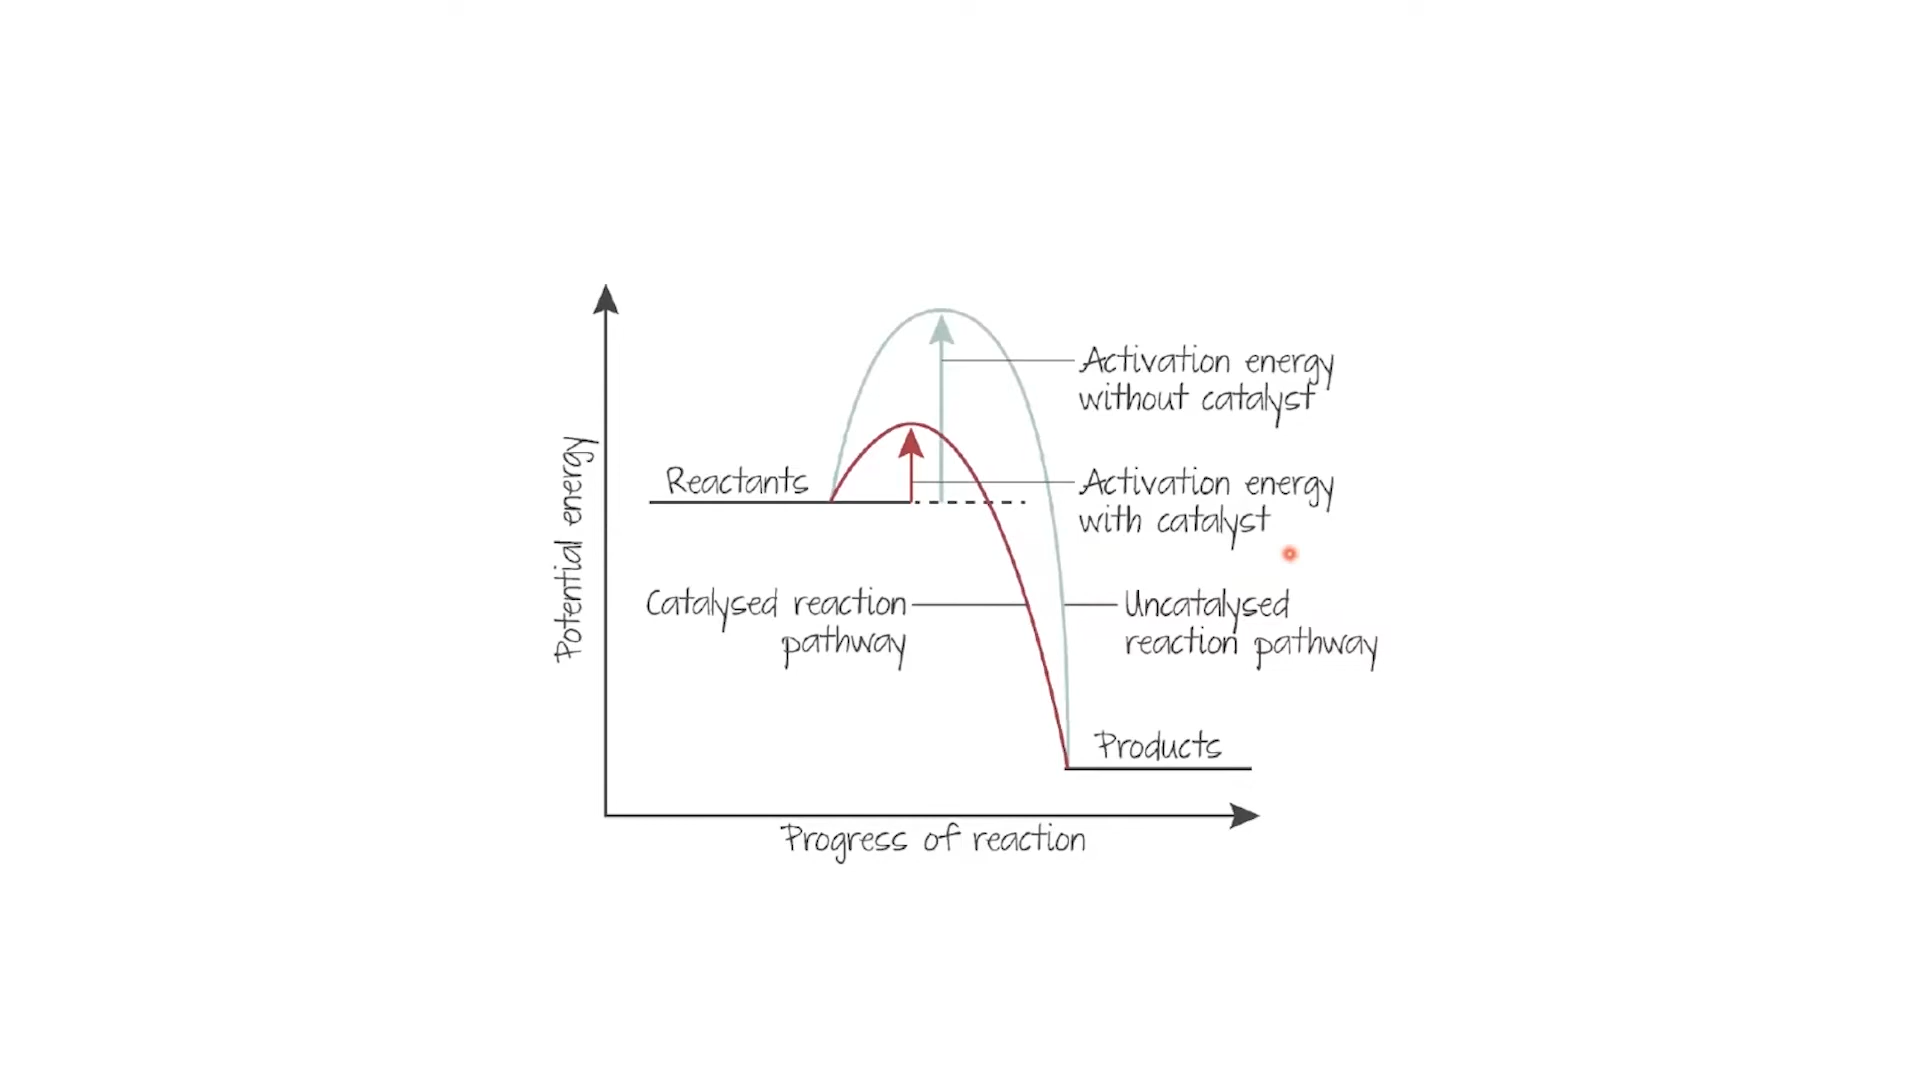 Activation energy
without catalyst
Reactants
Activation energy
with catalyst
Potential energy
Catalysed reaction
pathway
Uncatalysed
reaction pathway
Products
Progress of reaction